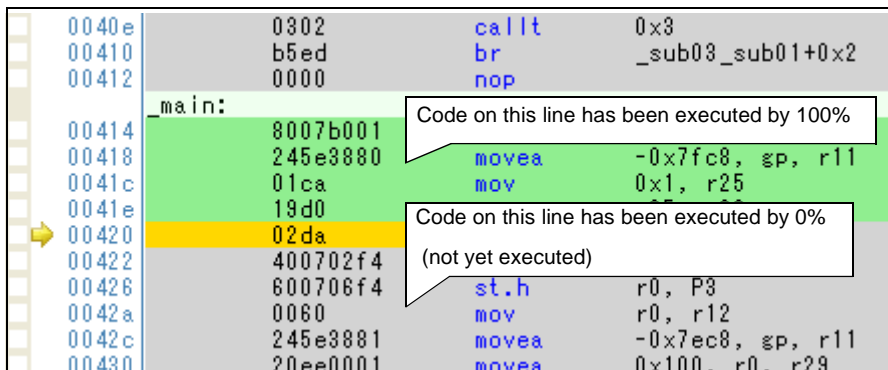 0040e 0302 callt 0x3
00410 b5ed br _sub03_sub01+0x2
00412 0000 nop
_main:
Code on this line has been executed by 100%
00414 8007b001
00418 245e3880 movea -0x7fc8, gp, r11
0041c 01ca mov 0x1, r25
0041e 19d0
Code on this line has been executed by 0%
00420 02da
(not yet executed)
00422 400702f4
00426 600706f4 st.h r0, P3
0042a 0060 mov r0, r12
0042c 245e3881 movea -0x7ec8, gp, r11
00430 20ee0001 movea 0x100, r0, r29